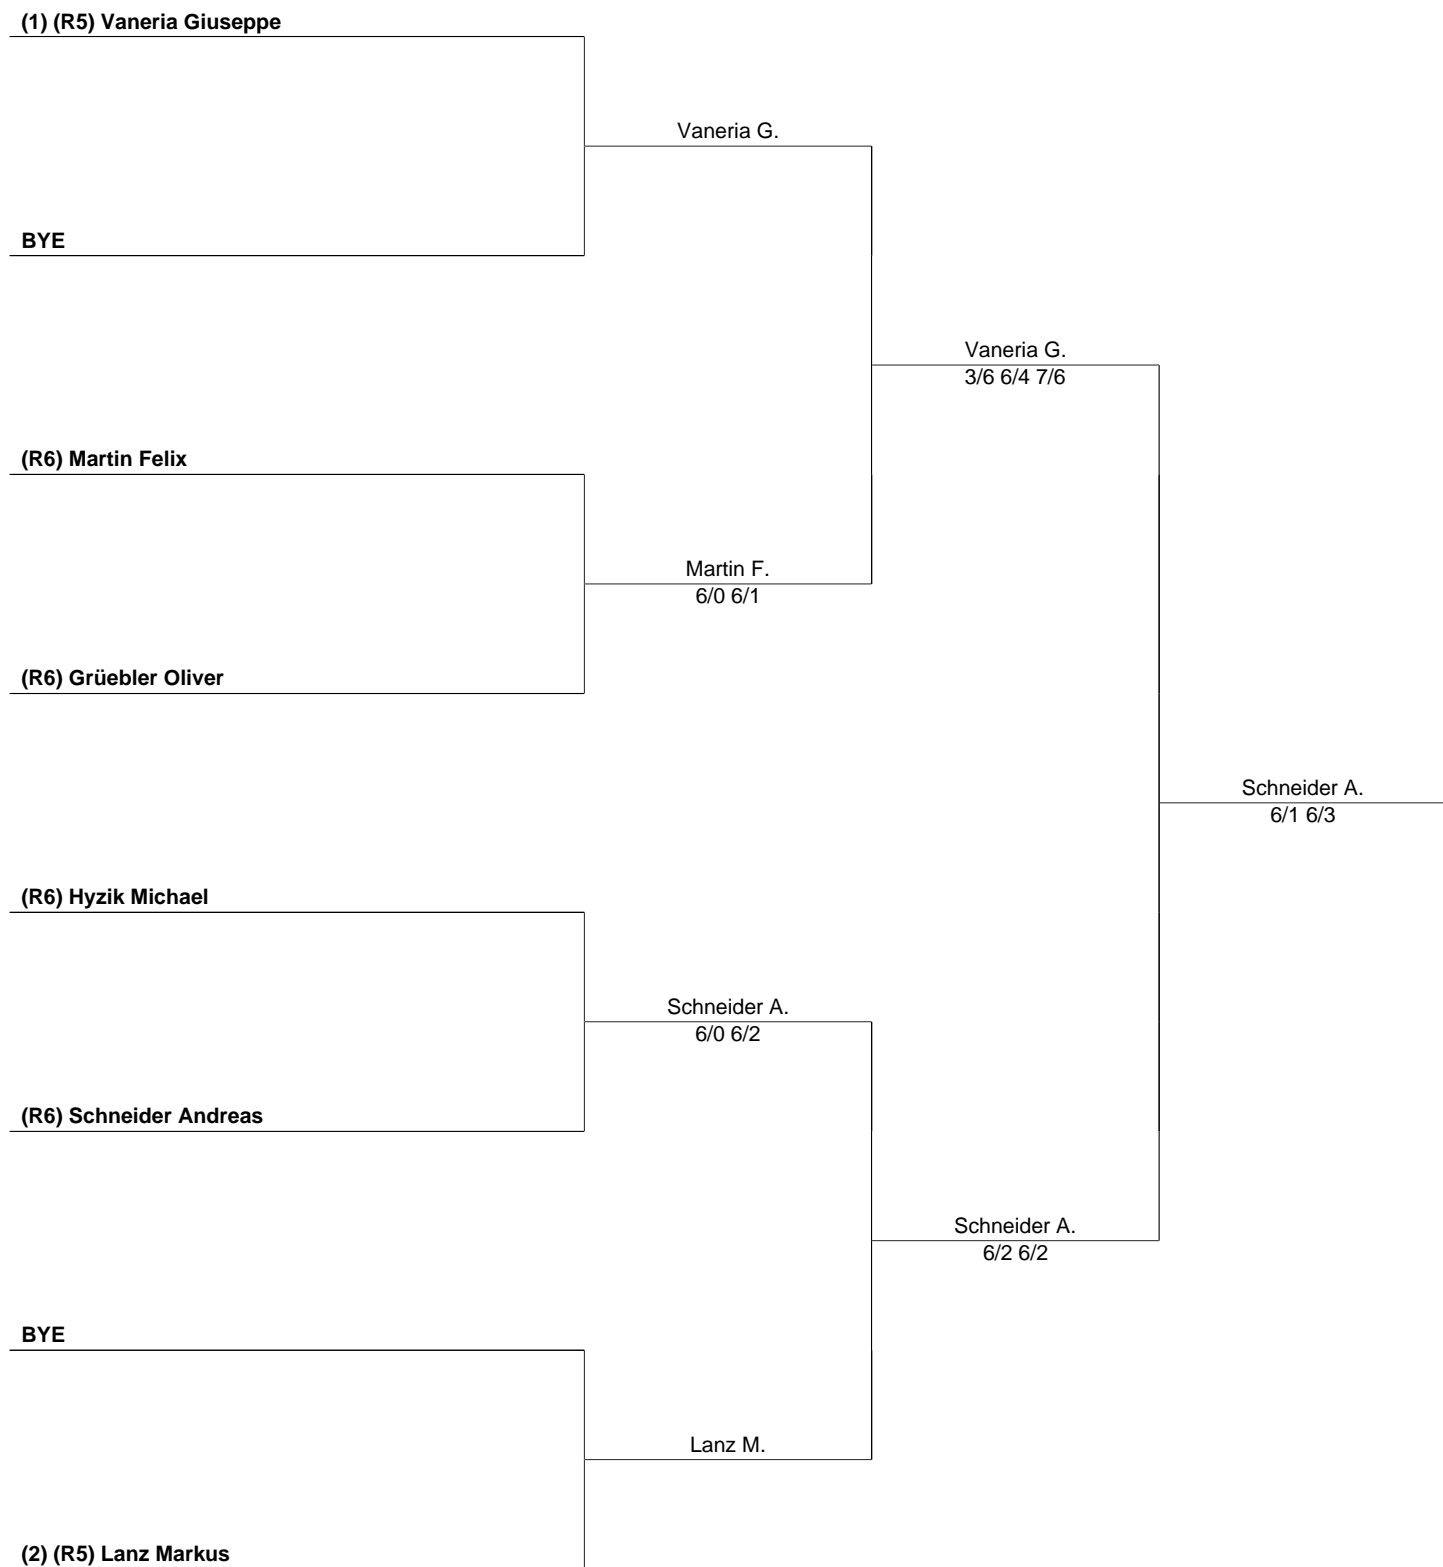 (1) (R5) Vaneria Giuseppe
Vaneria G.
BYE
Vaneria G.
3/6 6/4 7/6
(R6) Martin Felix
Martin F.
6/0 6/1
(R6) Grüebler Oliver
Schneider A.
6/1 6/3
(R6) Hyzik Michael
Schneider A.
6/0 6/2
(R6) Schneider Andreas
Schneider A.
6/2 6/2
BYE
Lanz M.
(2) (R5) Lanz Markus